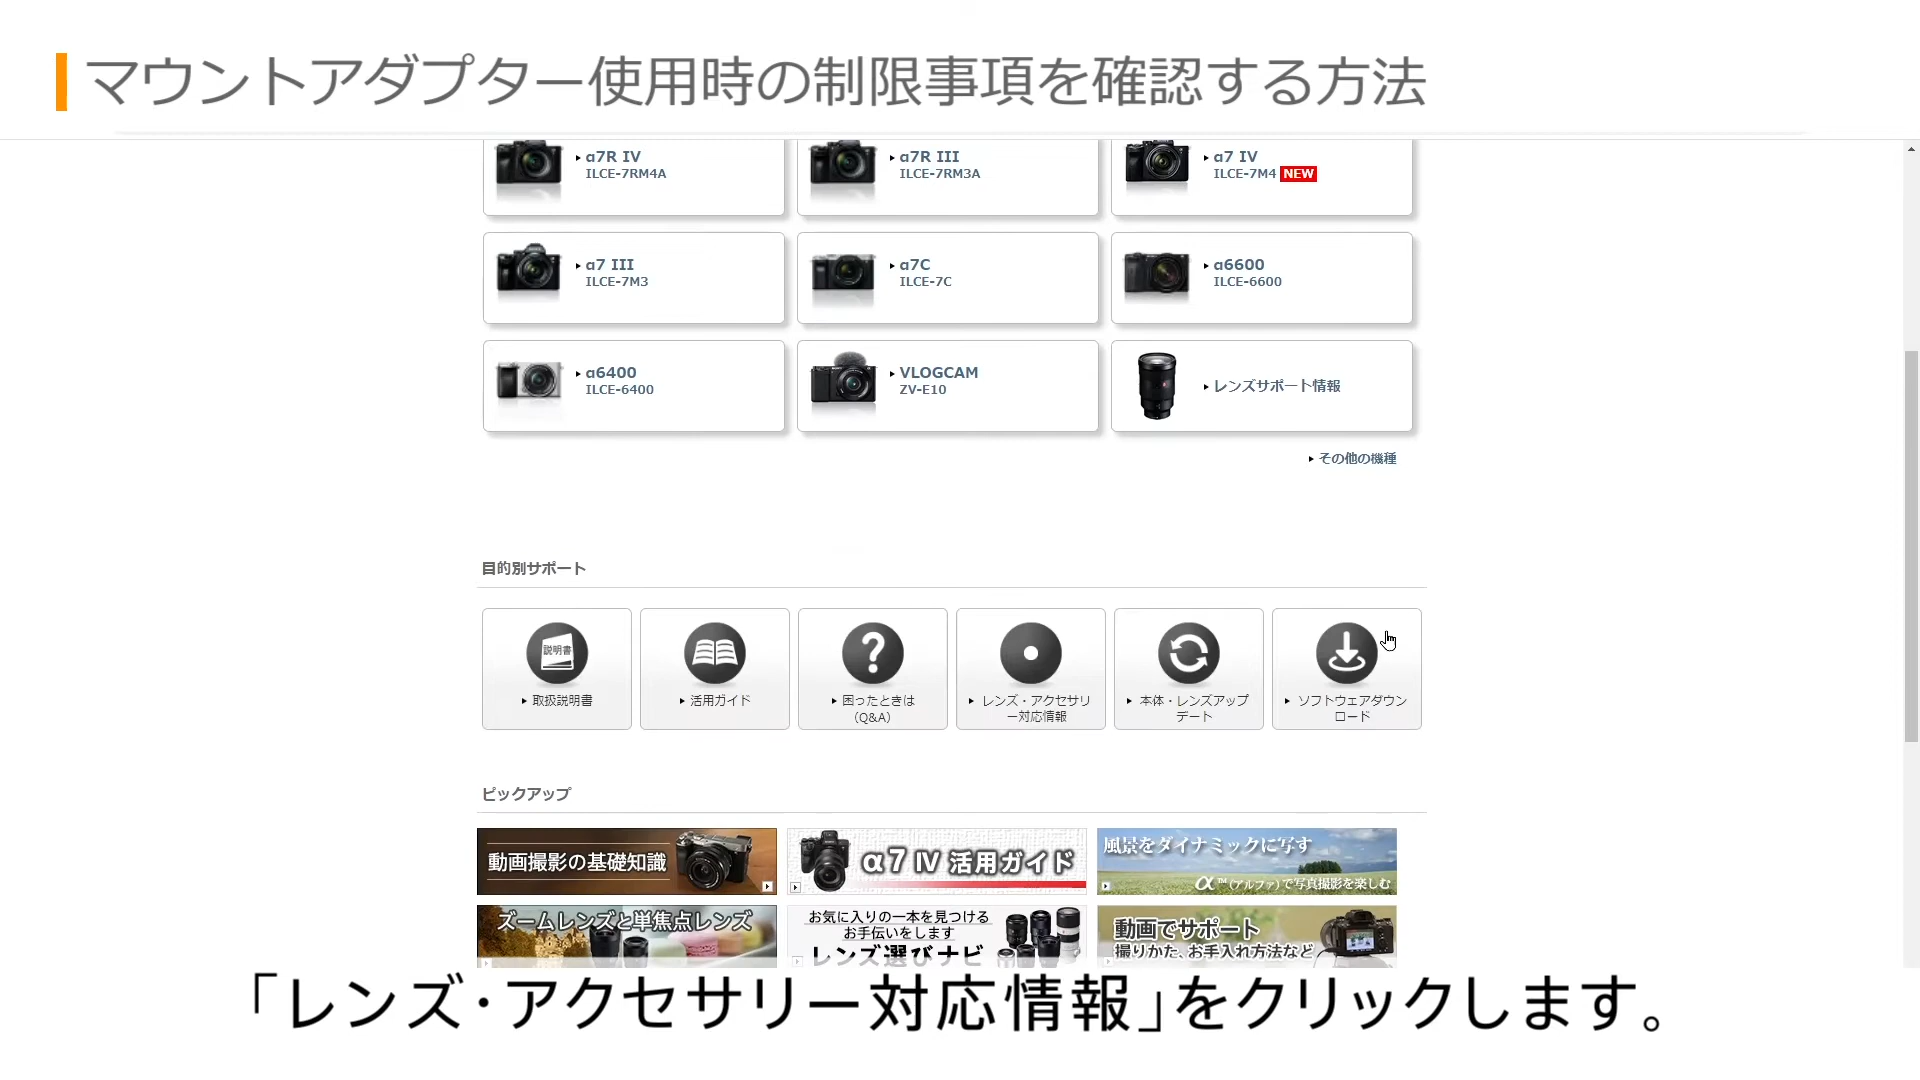 マウントアダプター使用時の制限事項を確認する方法
α7R IV
ILCE-7RM4A
α7R III
ILCE-7RM3A
α7 IV
ILCE-7M4 NEW
α7 III
ILCE-7M3
α7C
ILCE-7C
α6600
ILCE-6600
α6400
ILCE-6400
VLOGCAM
ZV-E10
レンズサポート情報
その他の機種
目的別サポート
説明書
取扱説明書
活用ガイド
困ったときは
(Q&A)
レンズ・アクセサリ
ー対応情報
本体・レンズアップ
デート
ソフトウェアダウン
ロード
ピックアップ
動画撮影の基礎知識
α7 IV 活用ガイド
風景をダイナミックに写す
α™(アルファ)で写真撮影を楽しむ
ズームレンズと単焦点レンズ
お気に入りの一本を見つける
お手伝いをします
レンズ選びナビ
動画でサポート
撮りかた、お手入れ方法など
「レンズ・アクセサリー対応情報」をクリックします。